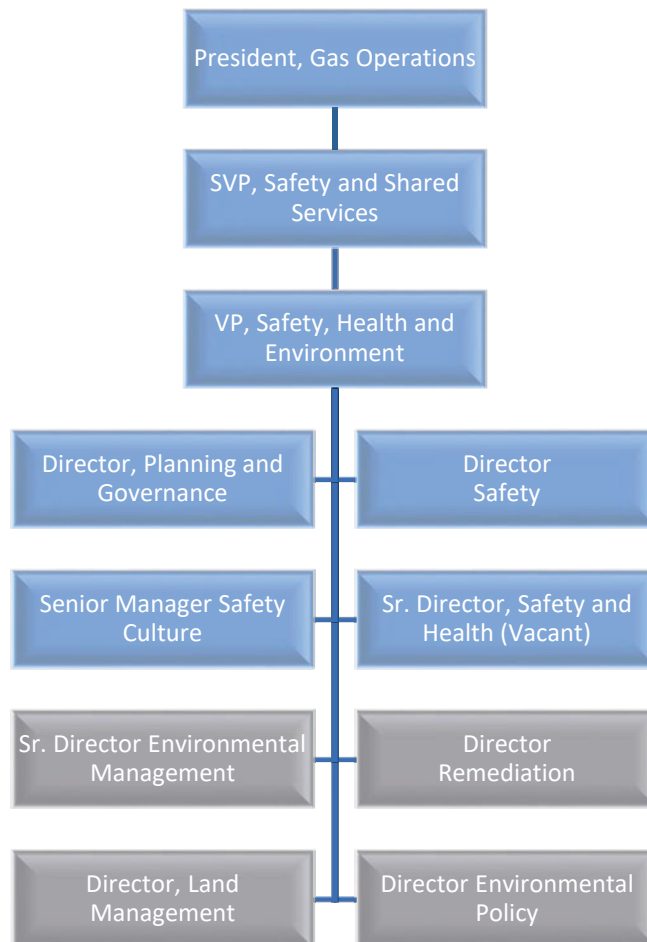 President, Gas Operations
SVP, Safety and Shared
Services
VP, Safety, Health and
Environment
Director, Planning and
Governance
Director
Safety
Senior Manager Safety
Culture
Sr. Director, Safety and
Health (Vacant)
Sr. Director Environmental
Management
Director
Remediation
Director, Land
Management
Director Environmental
Policy